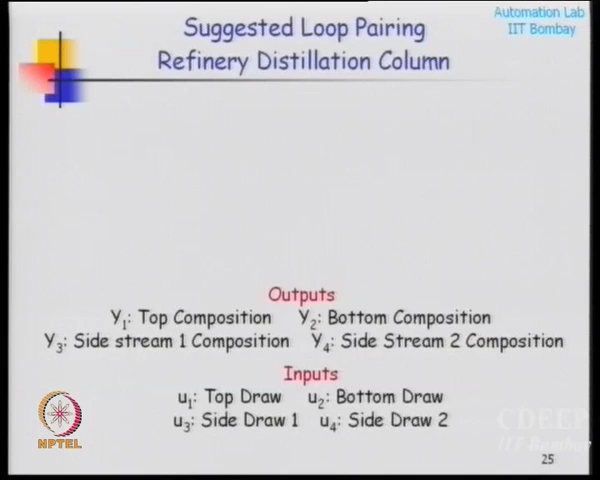 Automation Lab
IIT Bombay
Suggested Loop Pairing
Refinery Distillation Column
Outputs
Y1: Top Composition Y2: Bottom Composition
Y3: Side stream 1 Composition Y4: Side Stream 2 Composition
Inputs
u1: Top Draw u2: Bottom Draw
u3: Side Draw 1 u4: Side Draw 2
NPTEL
CDEEP
IIT Bombay
25